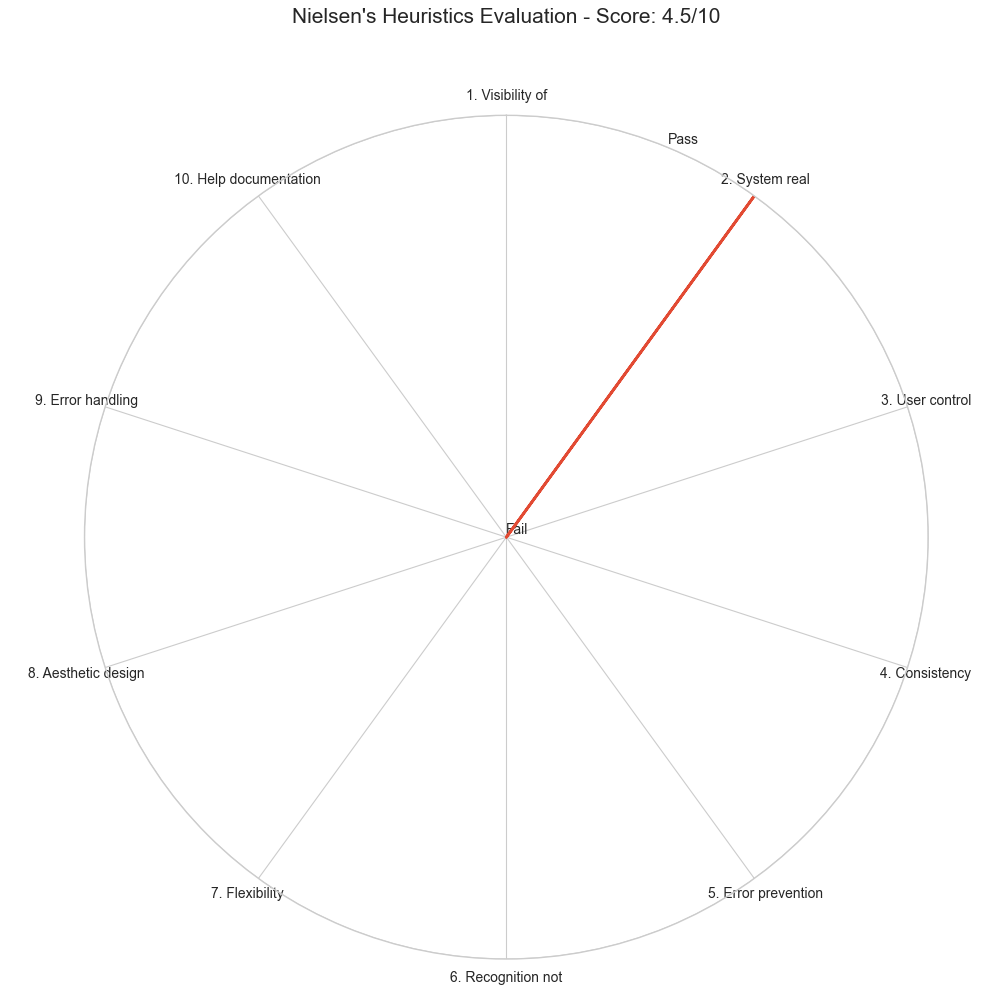 Nielsen's Heuristics Evaluation - Score: 4.5/10
1. Visibility of
Pass
2. System real
3. User control
4. Consistency
5. Error prevention
6. Recognition not
7. Flexibility
8. Aesthetic design
9. Error handling
10. Help documentation
Fail